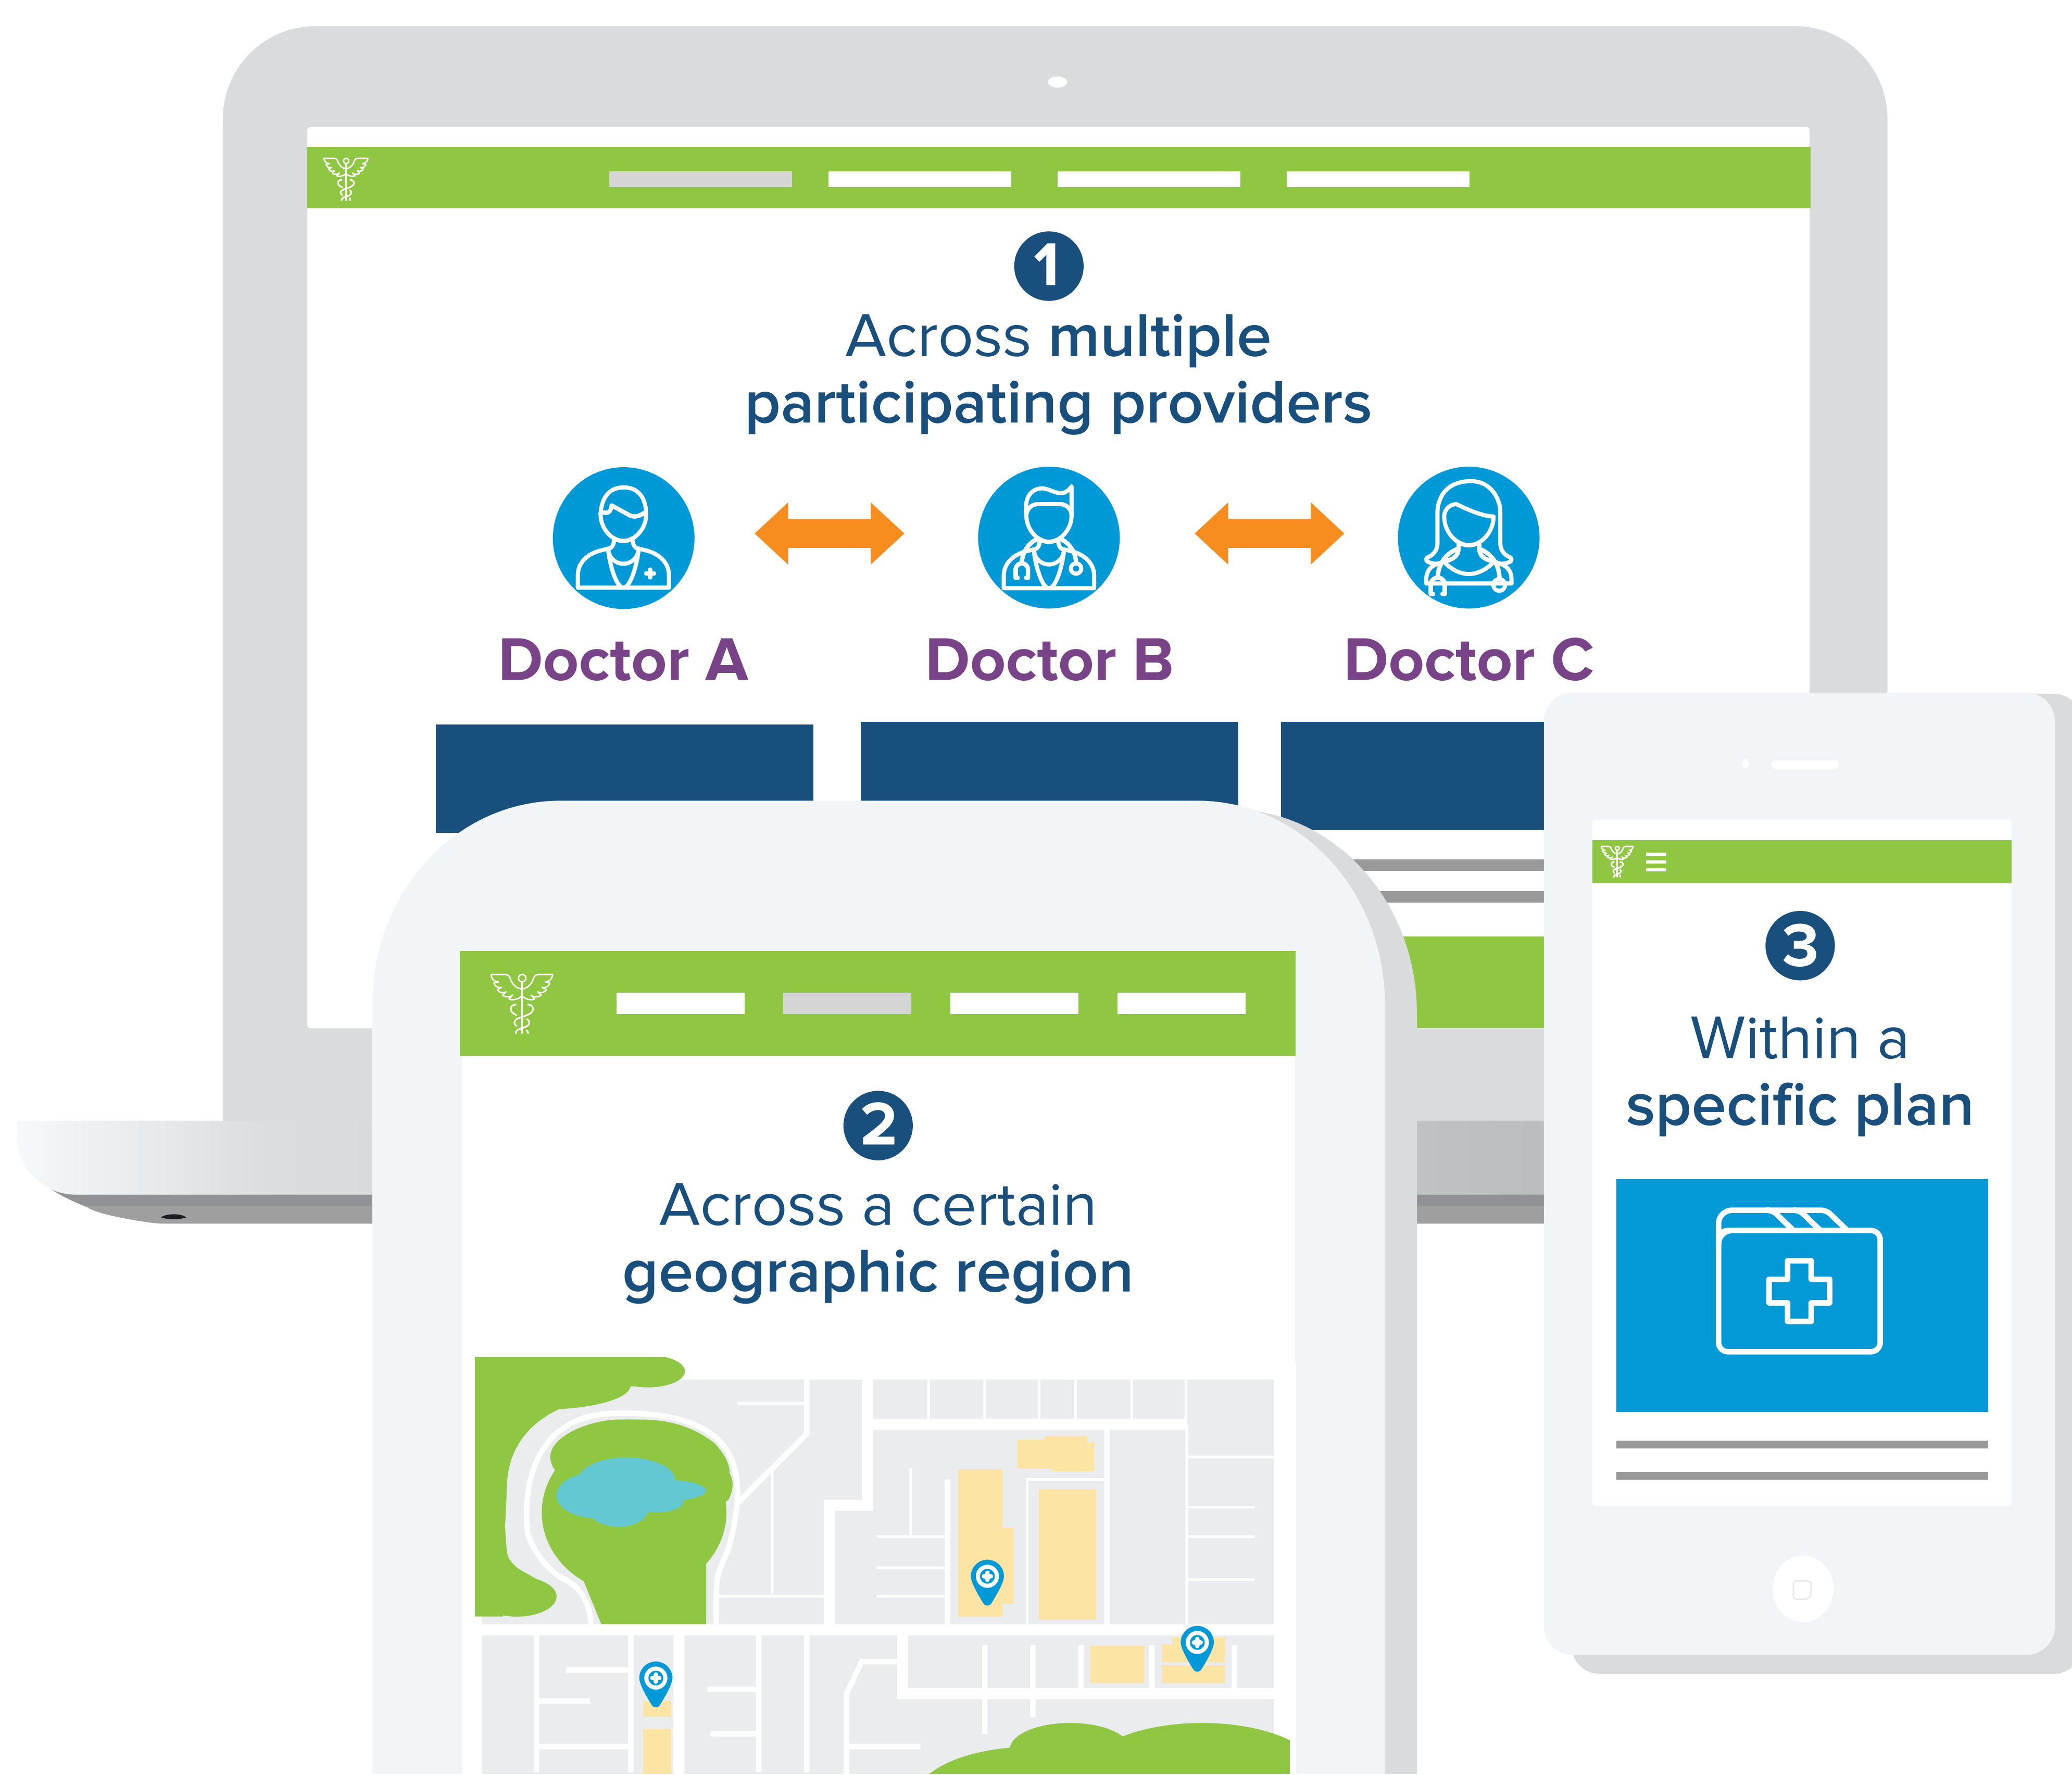 1
Across multiple
participating providers
Doctor A
Doctor B
Doctor C
2
Across a certain
geographic region
3
Within a
specific plan